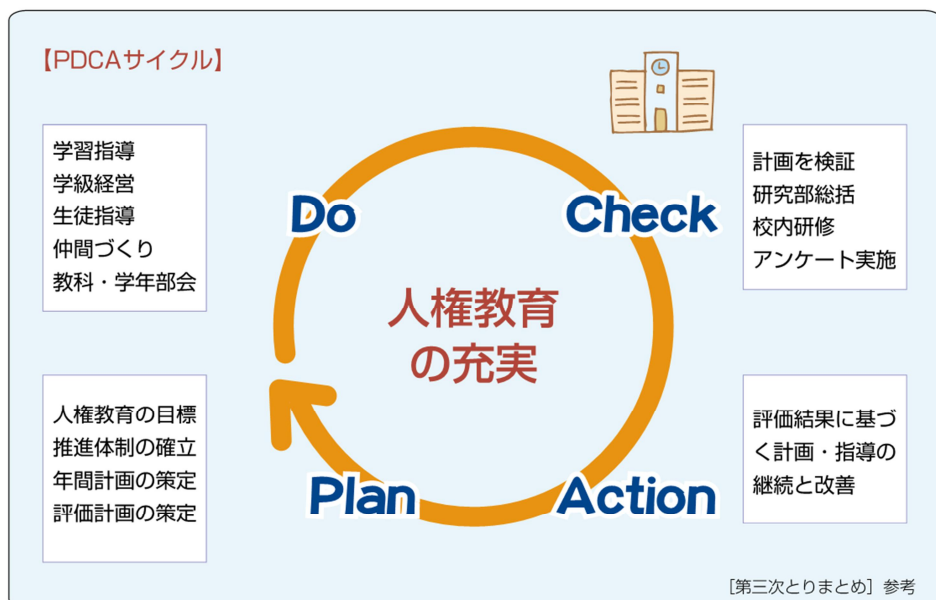 【PDCAサイクル】
学習指導
学級経営
生徒指導
仲間づくり
教科・学年部会
Do
Check
計画を検証
研究部総括
校内研修
アンケート実施
人権教育
の充実
人権教育の目標
推進体制の確立
年間計画の策定
評価計画の策定
Plan
Action
評価結果に基づ
く計画・指導の
継続と改善
［第三次とりまとめ］参考